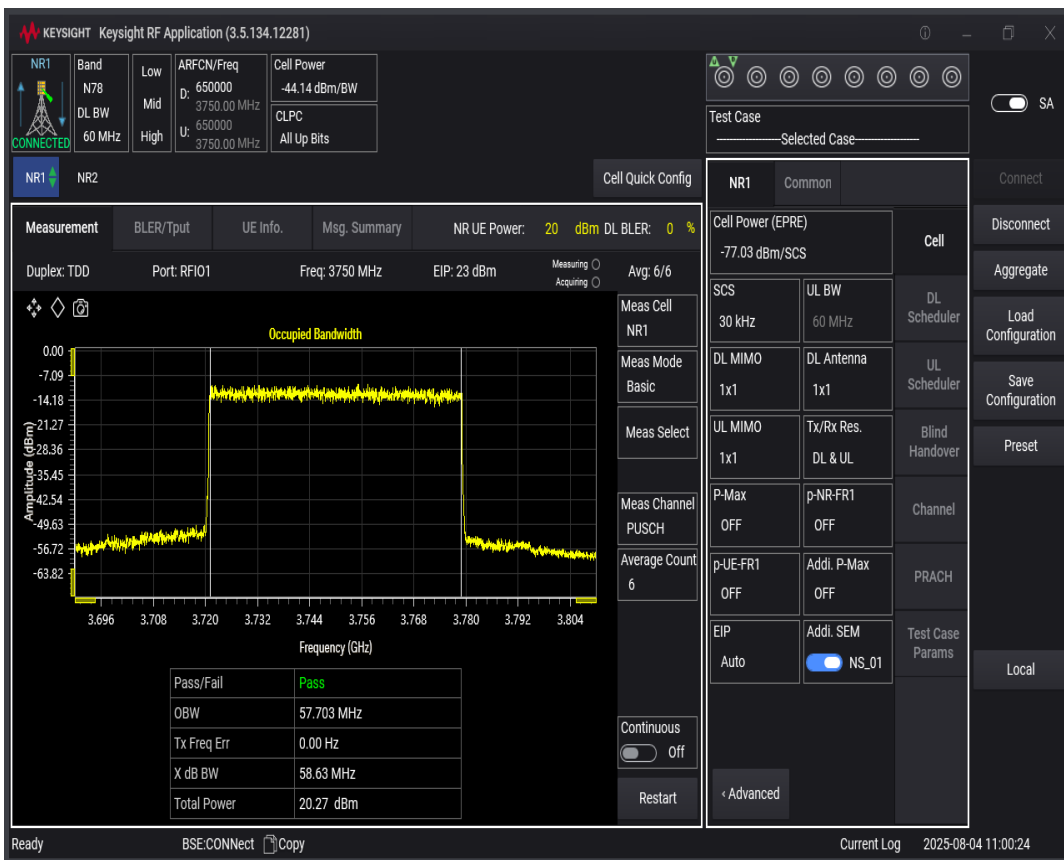 KEYSIGHT Keysight RF Application (3.5.134.12281)
NR1
CONNECTED
Band
N78
DL BW
60 MHz
Low
Mid
High
ARFCN/Freq
D: 650000
3750.00 MHz
U: 650000
3750.00 MHz
Cell Power
-44.14 dBm/BW
CLPC
All Up Bits
Test Case
Selected Case
SA
NR1
NR2
Cell Quick Config
Measurement BLER/Tput UE Info. Msg. Summary NR UE Power: 20 dBm DL BLER: 0 %
Duplex: TDD Port: RFIO1 Freq: 3750 MHz EIP: 23 dBm Measuring Acquiring Avg: 6/6
Occupied Bandwidth
Amplitude (dBm)
0.00
-7.09
-14.18
-21.27
-28.36
-35.45
-42.54
-49.63
-56.72
-63.82
3.696 3.708 3.720 3.732 3.744 3.756 3.768 3.780 3.792 3.804
Frequency (GHz)
Pass/Fail Pass
OBW 57.703 MHz
Tx Freq Err 0.00 Hz
X dB BW 58.63 MHz
Total Power 20.27 dBm
Meas Cell
NR1
Meas Mode
Basic
Meas Select
Meas Channel
PUSCH
Average Count
6
Continuous
Off
Restart
NR1 Common
Cell Power (EPRE)
-77.03 dBm/SCS
SCS
30 kHz
UL BW
60 MHz
DL MIMO
1x1
DL Antenna
1x1
UL MIMO
1x1
Tx/Rx Res.
DL & UL
P-Max
OFF
p-NR-FR1
OFF
p-UE-FR1
OFF
Addi. P-Max
OFF
EIP
Auto
Addi. SEM
NS_01
‹ Advanced
Cell
DL
Scheduler
UL
Scheduler
Blind
Handover
Channel
PRACH
Test Case
Params
Connect
Disconnect
Aggregate
Load
Configuration
Save
Configuration
Preset
Local
Ready BSE:CONNect Copy Current Log 2025-08-04 11:00:24